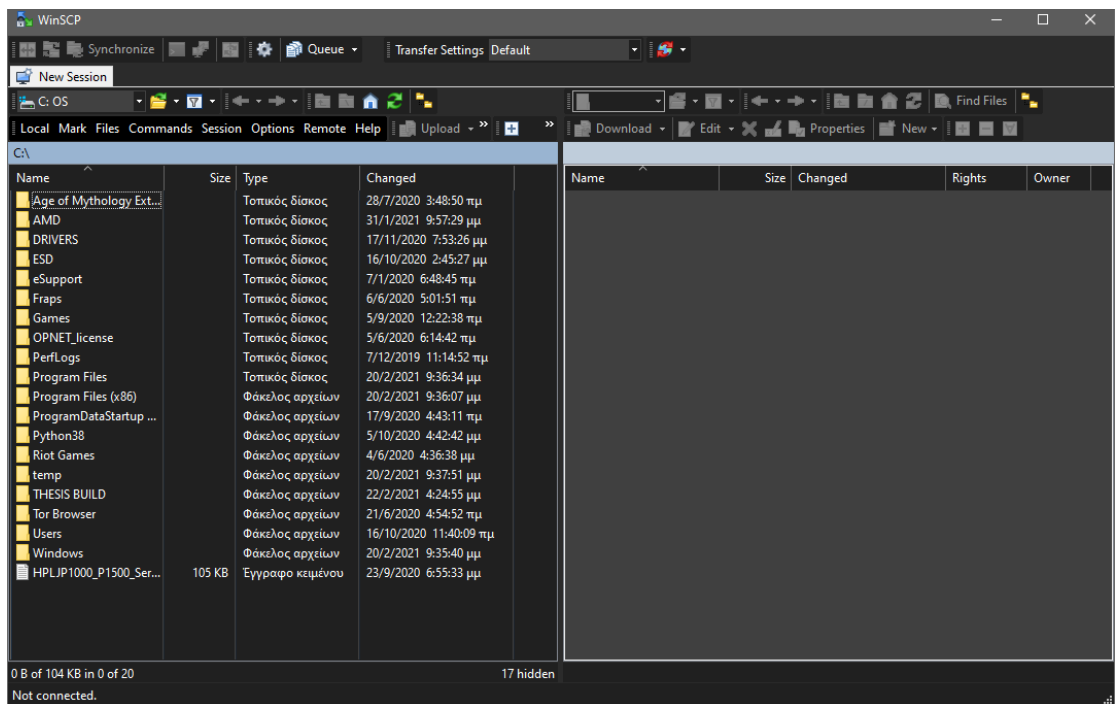 WinSCP
Synchronize Queue Transfer Settings Default
New Session
C: OS Find Files
Local Mark Files Commands Session Options Remote Help Upload » » Download Edit Properties New
C:\
Name Size Type Changed Name Size Changed Rights Owner
Age of Mythology Ext... Τοπικός δίσκος 28/7/2020 3:48:50 πμ
AMD Τοπικός δίσκος 31/1/2021 9:57:29 μμ
DRIVERS Τοπικός δίσκος 17/11/2020 7:53:26 μμ
ESD Τοπικός δίσκος 16/10/2020 2:45:27 μμ
eSupport Τοπικός δίσκος 7/1/2020 6:48:45 πμ
Fraps Τοπικός δίσκος 6/6/2020 5:01:51 πμ
Games Τοπικός δίσκος 5/9/2020 12:22:38 πμ
OPNET_license Τοπικός δίσκος 5/6/2020 6:14:42 πμ
PerfLogs Τοπικός δίσκος 7/12/2019 11:14:52 πμ
Program Files Τοπικός δίσκος 20/2/2021 9:36:34 μμ
Program Files (x86) Φάκελος αρχείων 20/2/2021 9:36:07 μμ
ProgramDataStartup ... Φάκελος αρχείων 17/9/2020 4:43:11 πμ
Python38 Φάκελος αρχείων 5/10/2020 4:42:42 μμ
Riot Games Φάκελος αρχείων 4/6/2020 4:36:38 μμ
temp Φάκελος αρχείων 20/2/2021 9:37:51 μμ
THESIS BUILD Φάκελος αρχείων 22/2/2021 4:24:55 μμ
Tor Browser Φάκελος αρχείων 21/6/2020 4:54:52 πμ
Users Φάκελος αρχείων 16/10/2020 11:40:09 πμ
Windows Φάκελος αρχείων 20/2/2021 9:35:40 μμ
HPLJP1000_P1500_Ser... 105 KB Έγγραφο κειμένου 23/9/2020 6:55:33 μμ
0 B of 104 KB in 0 of 20 17 hidden
Not connected.